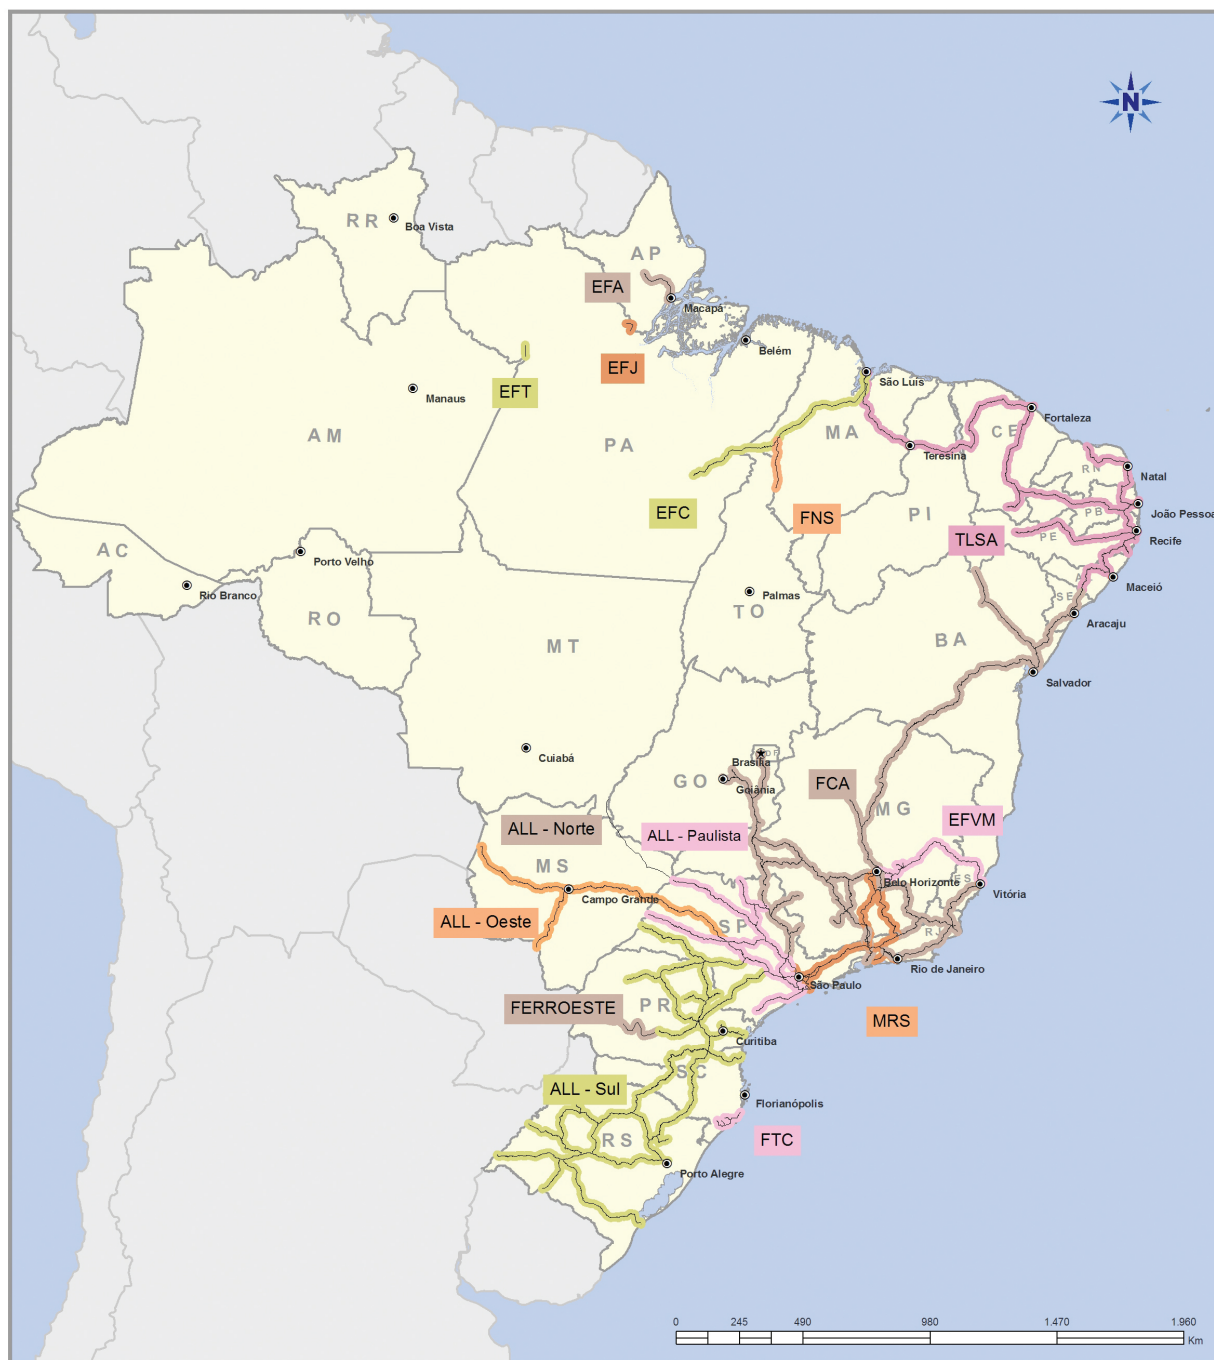 N
RR
Boa Vista
AP
EFA
Macapá
Belém
EFJ
EFT
São Luís
Manaus
Fortaleza
AM
PA
MA
CE
Teresina
RN
Natal
EFC
FNS
PI
PB
João Pessoa
TLSA
PE
Recife
AC
Porto Velho
Rio Branco
Palmas
Maceió
SE
RO
TO
Aracaju
MT
BA
Salvador
Cuiabá
DF
Brasília
GO
Goiânia
FCA
MG
ALL - Norte
ALL - Paulista
EFVM
MS
Belo Horizonte
ES
Vitória
Campo Grande
ALL - Oeste
SP
RJ
Rio de Janeiro
São Paulo
FERROESTE
PR
MRS
Curitiba
SC
ALL - Sul
Florianópolis
RS
FTC
Porto Alegre
0 245 490 980 1.470 1.960
Km